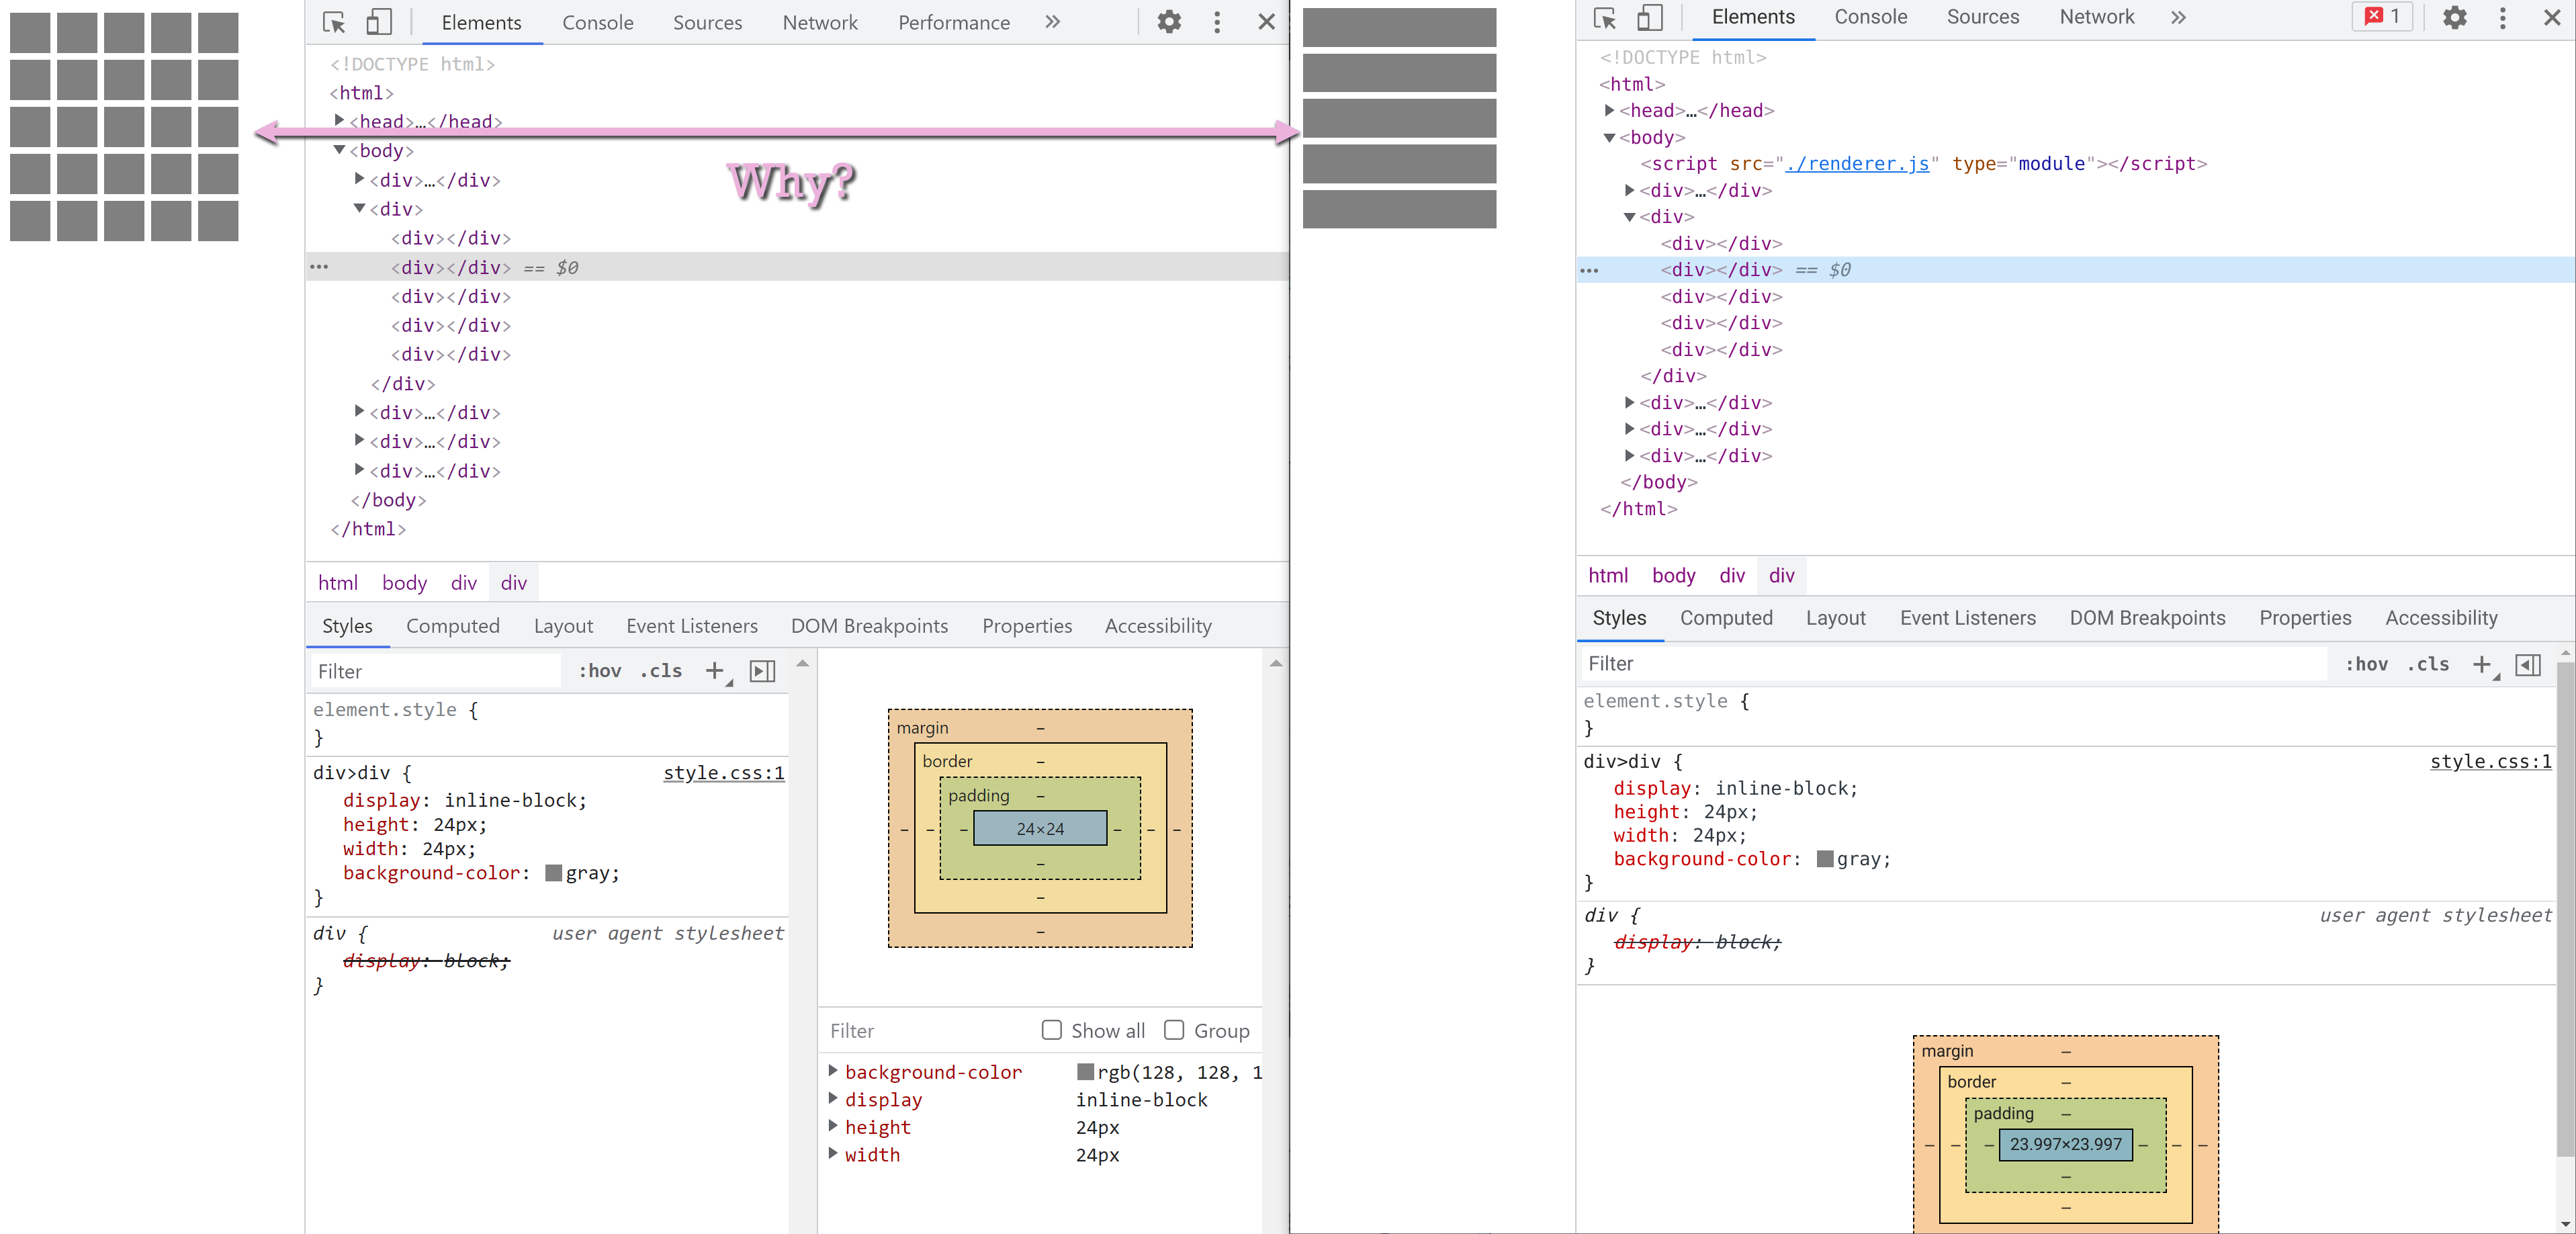 Elements Console Sources Network Performance »
<!DOCTYPE html>
<html>
<head>…</head>
<body>
<div>…</div>
<div>
<div></div>
<div></div> == $0
<div></div>
<div></div>
<div></div>
</div>
<div>…</div>
<div>…</div>
<div>…</div>
</body>
</html>
html body div div
Styles Computed Layout Event Listeners DOM Breakpoints Properties Accessibility
Filter :hov .cls +
element.style {
}
div>div { style.css:1
display: inline-block;
height: 24px;
width: 24px;
background-color: gray;
}
div { user agent stylesheet
display: block;
}
margin –
border –
padding –
– – – 24×24 – – –
–
–
–
Filter Show all Group
background-color rgb(128, 128, 1
display inline-block
height 24px
width 24px
Why?
Elements Console Sources Network » 1
<!DOCTYPE html>
<html>
<head>…</head>
<body>
<script src="./renderer.js" type="module"></script>
<div>…</div>
<div>
<div></div>
<div></div> == $0
<div></div>
<div></div>
<div></div>
</div>
<div>…</div>
<div>…</div>
<div>…</div>
</body>
</html>
html body div div
Styles Computed Layout Event Listeners DOM Breakpoints Properties Accessibility
Filter :hov .cls +
element.style {
}
div>div { style.css:1
display: inline-block;
height: 24px;
width: 24px;
background-color: gray;
}
div { user agent stylesheet
display: block;
}
margin –
border –
padding –
– – – 23.997×23.997 – – –
–
–